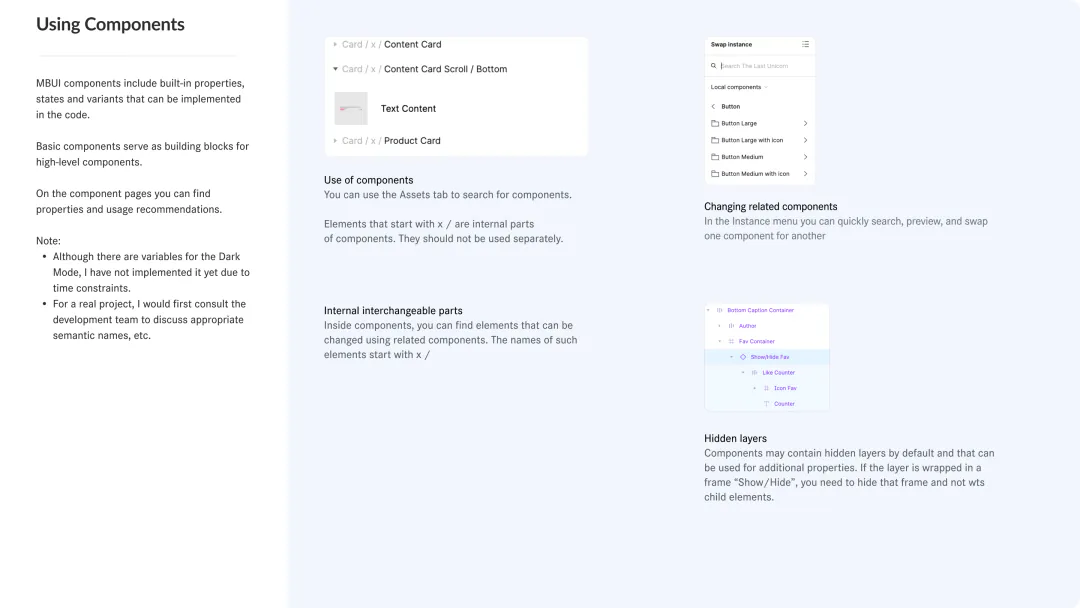 Using Components
MBUI components include built-in properties,
states and variants that can be implemented
in the code.
Basic components serve as building blocks for
high-level components.
On the component pages you can find
properties and usage recommendations.
Note:
• Although there are variables for the Dark
Mode, I have not implemented it yet due to
time constraints.
• For a real project, I would first consult the
development team to discuss appropriate
semantic names, etc.
Card / x / Content Card
Card / x / Content Card Scroll / Bottom
Text Content
Card / x / Product Card
Use of components
You can use the Assets tab to search for components.
Elements that start with x / are internal parts
of components. They should not be used separately.
Swap instance
Search The Last Unicorn
Local components
Button
Button Large
Button Large with icon
Button Medium
Button Medium with icon
Changing related components
In the Instance menu you can quickly search, preview, and swap
one component for another
Internal interchangeable parts
Inside components, you can find elements that can be
changed using related components. The names of such
elements start with x /
Bottom Caption Container
Author
Fav Container
Show/Hide Fav
Like Counter
Icon Fav
Counter
Hidden layers
Components may contain hidden layers by default and that can
be used for additional properties. If the layer is wrapped in a
frame “Show/Hide”, you need to hide that frame and not wts
child elements.